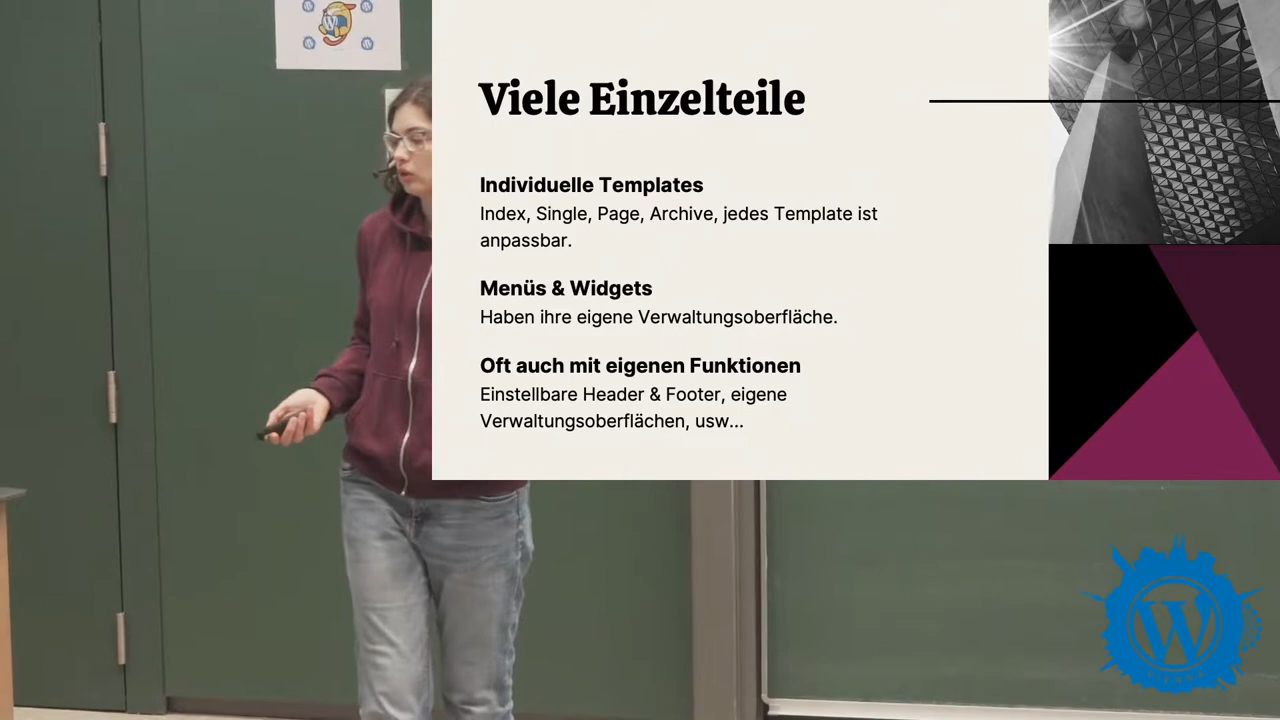 Viele Einzelteile
Individuelle Templates
Index, Single, Page, Archive, jedes Template ist
anpassbar.
Menüs & Widgets
Haben ihre eigene Verwaltungsoberfläche.
Oft auch mit eigenen Funktionen
Einstellbare Header & Footer, eigene
Verwaltungsoberflächen, usw...